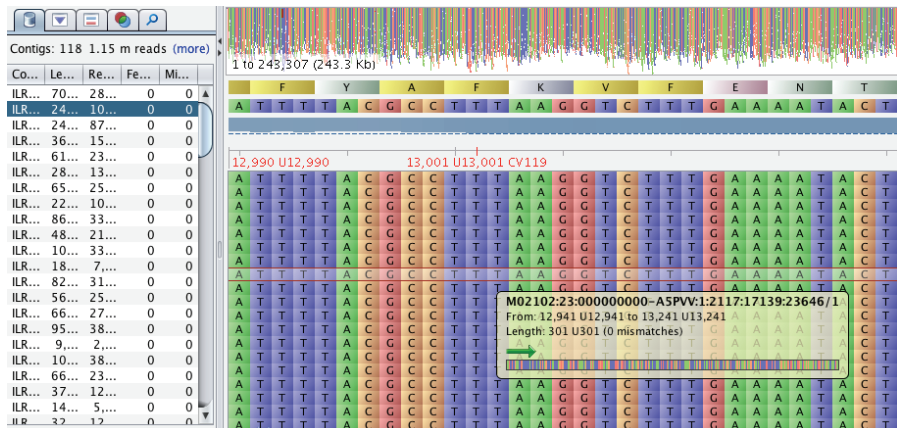 Contigs: 118 1.15 m reads (more)
Co... Le... Re... Fe... Mi...
ILR... 70... 28... 0 0
ILR... 24... 10... 0 0
ILR... 24... 87... 0 0
ILR... 36... 15... 0 0
ILR... 61... 23... 0 0
ILR... 28... 13... 0 0
ILR... 65... 25... 0 0
ILR... 22... 10... 0 0
ILR... 86... 33... 0 0
ILR... 48... 21... 0 0
ILR... 10... 33... 0 0
ILR... 18... 7,... 0 0
ILR... 82... 31... 0 0
ILR... 56... 25... 0 0
ILR... 66... 27... 0 0
ILR... 95... 38... 0 0
ILR... 9,... 2,... 0 0
ILR... 10... 38... 0 0
ILR... 66... 23... 0 0
ILR... 37... 12... 0 0
ILR... 14... 5,... 0 0
ILR... 32... 12... 0 0
1 to 243,307 (243.3 Kb)
F Y A F K V F E N T
A T T T T A C G C C T T T A A G G T C T T T G A A A A T A C T
12,990 U12,990 13,001 U13,001 CV119
A T T T T A C G C C T T T A A G G T C T T T G A A A A T A C T
A T T T T A C G C C T T T A A G G T C T T T G A A A A T A C T
A T T T T A C G C C T T T A A G G T C T T T G A A A A T A C T
A T T T T A C G C C T T T A A G G T C T T T G A A A A T A C T
A T T T T A C G C C T T T A A G G T C T T T G A A A A T A C T
A T T T T A C G C C T T T A A G G T C T T T G A A A A T A C T
A T T T T A C G C C T T T A A G G T C T T T G A A A A T A C T
A T T T T A C G C C T T T A A G G T C T T T G A A A A T A C T
A T T T T A C G C C T T T A A G G T C T T T G A A A A T A C T
A T T T T A C G C C T T C T
A T T T T A C G C C T T C T
A T T T T A C G C C T T C T
A T T T T A C G C C T T C T
A T T T T A C G C C T T C T
A T T T T A C G C C T T C T
M02102:23:000000000-A5PVV:1:2117:17139:23646/1
From: 12,941 U12,941 to 13,241 U13,241
Length: 301 U301 (0 mismatches)
A T T T T A C G C C T T T A A G G T C T T T G A A A A T A C T
A T T T T A C G C C T T T A A G G T C T T T G A A A A T A C T
A T T T T A C G C C T T T A A G G T C T T T G A A A A T A C T
A T T T T A C G C C T T T A A G G T C T T T G A A A A T A C T